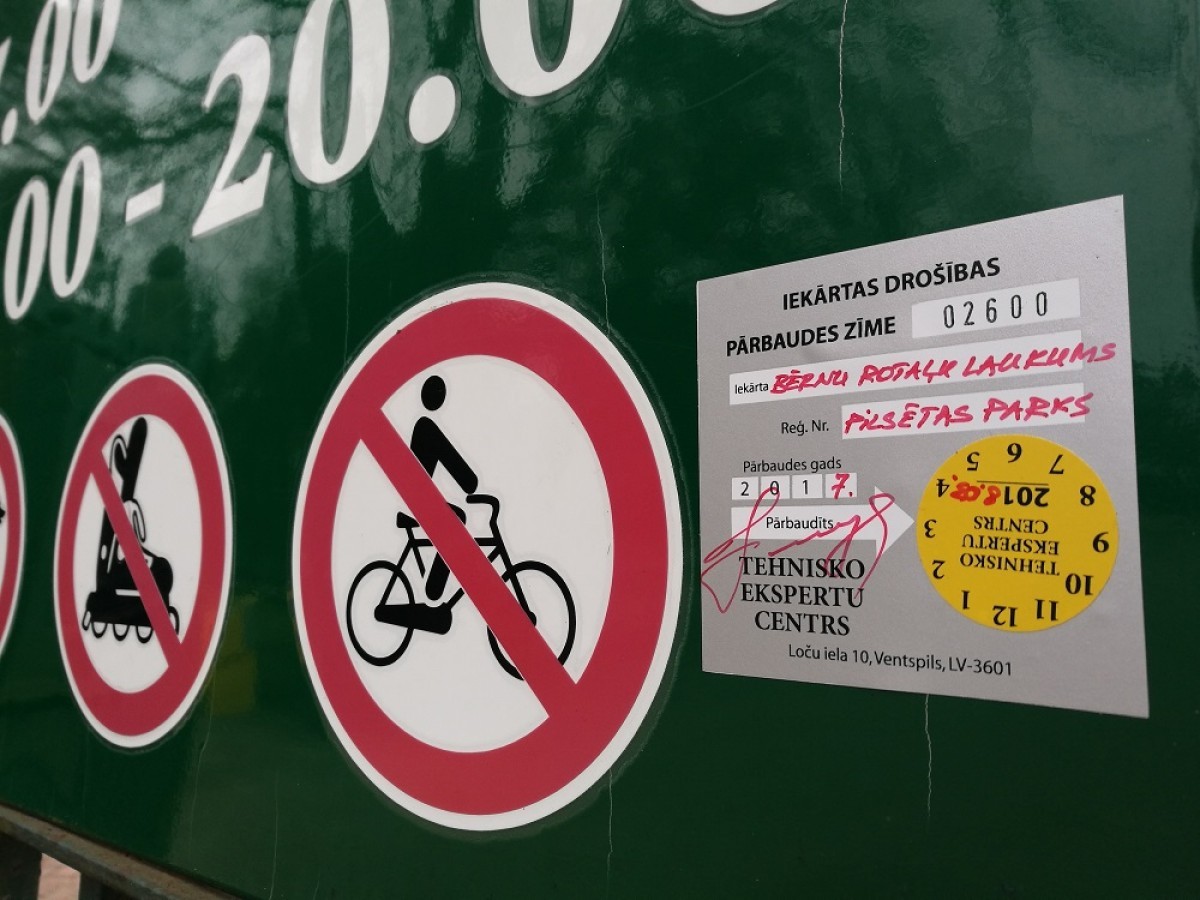 .00
00 - 20.0
IEKĀRTAS DROŠĪBAS
PĀRBAUDES ZĪME 02600
Iekārta BĒRNU ROTAĻU LAUKUMS
Reģ. Nr. PILSĒTAS PARKS
Pārbaudes gads
2017.
Pārbaudīts
TEHNISKO
EKSPERTU
CENTRS
Loču iela 10, Ventspils, LV-3601
1 2 3 4 5 6 7 8 9 10 11 12
TEHNISKO
EKSPERTU
CENTRS